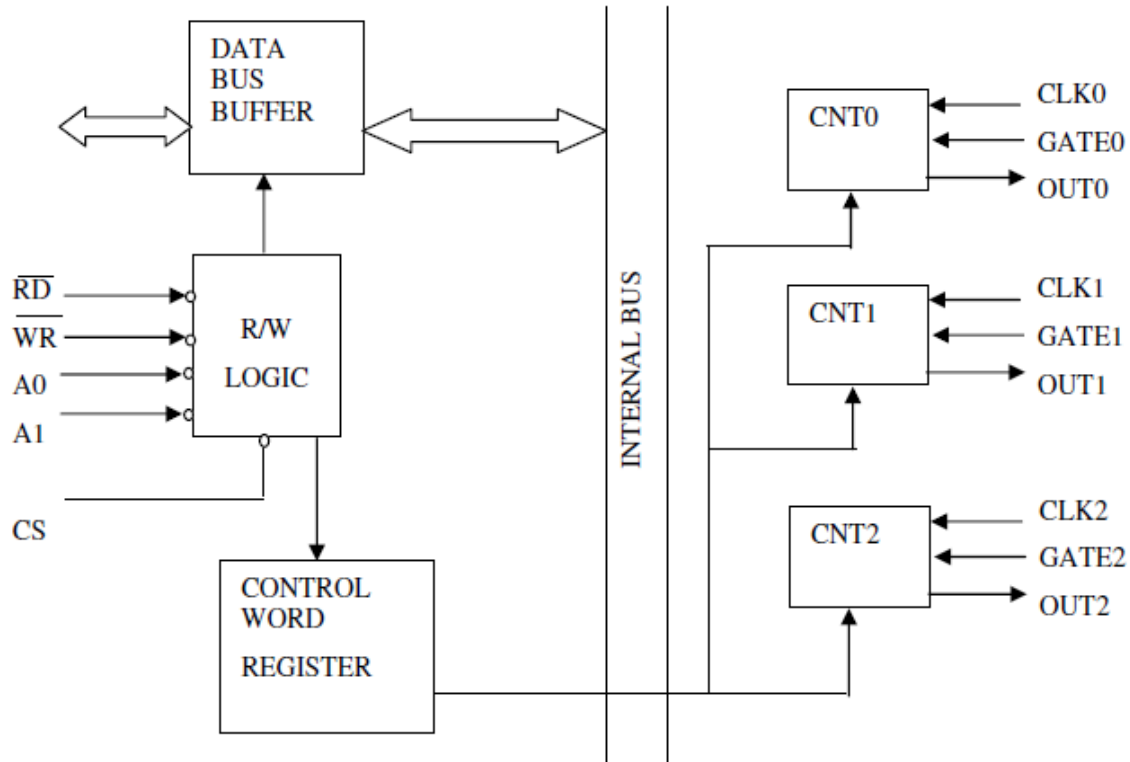 DATA
BUS
BUFFER
RD
WR
A0
A1
CS
R/W
LOGIC
CONTROL
WORD
REGISTER
INTERNAL BUS
CNT0
CLK0
GATE0
OUT0
CNT1
CLK1
GATE1
OUT1
CNT2
CLK2
GATE2
OUT2